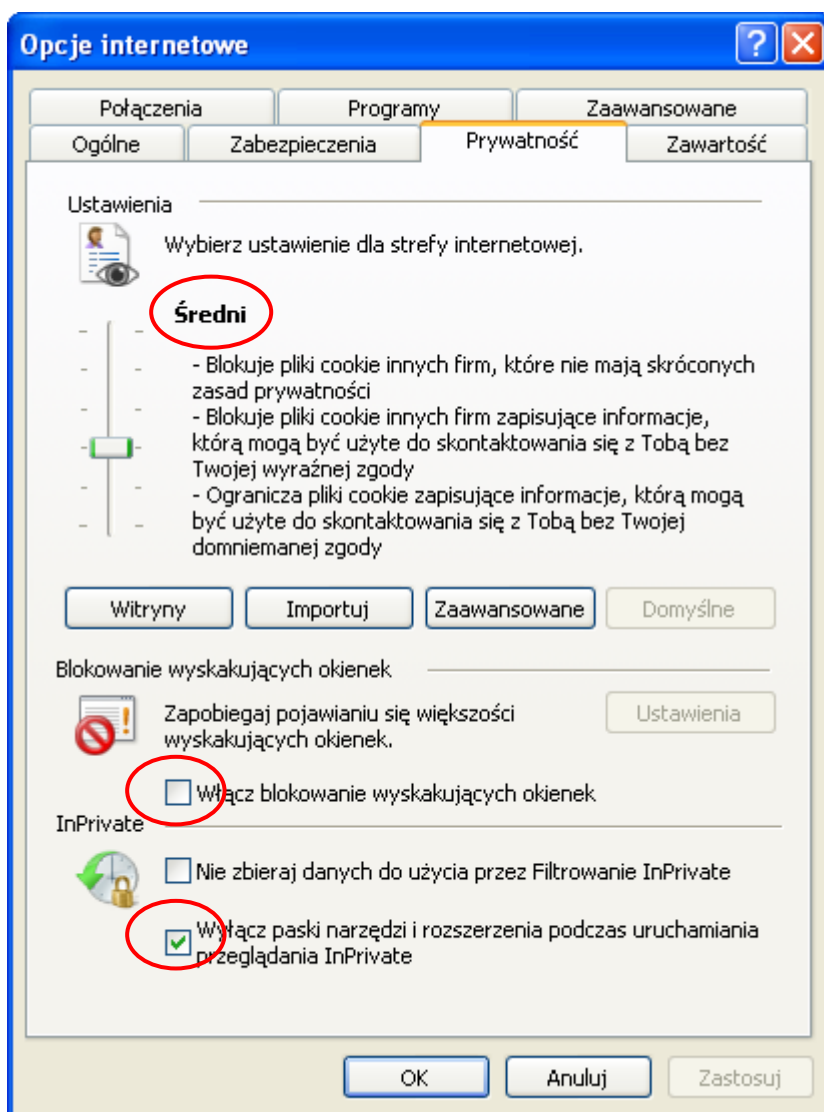 Opcje internetowe
Połączenia Programy Zaawansowane
Ogólne Zabezpieczenia Prywatność Zawartość
Ustawienia
Wybierz ustawienie dla strefy internetowej.
Średni
- Blokuje pliki cookie innych firm, które nie mają skróconych
zasad prywatności
- Blokuje pliki cookie innych firm zapisujące informacje,
którą mogą być użyte do skontaktowania się z Tobą bez
Twojej wyraźnej zgody
- Ogranicza pliki cookie zapisujące informacje, którą mogą
być użyte do skontaktowania się z Tobą bez Twojej
domniemanej zgody
Witryny Importuj Zaawansowane Domyślne
Blokowanie wyskakujących okienek
Zapobiegaj pojawianiu się większości
wyskakujących okienek.
Ustawienia
Włącz blokowanie wyskakujących okienek
InPrivate
Nie zbieraj danych do użycia przez Filtrowanie InPrivate
Wyłącz paski narzędzi i rozszerzenia podczas uruchamiania
przeglądania InPrivate
OK Anuluj Zastosuj